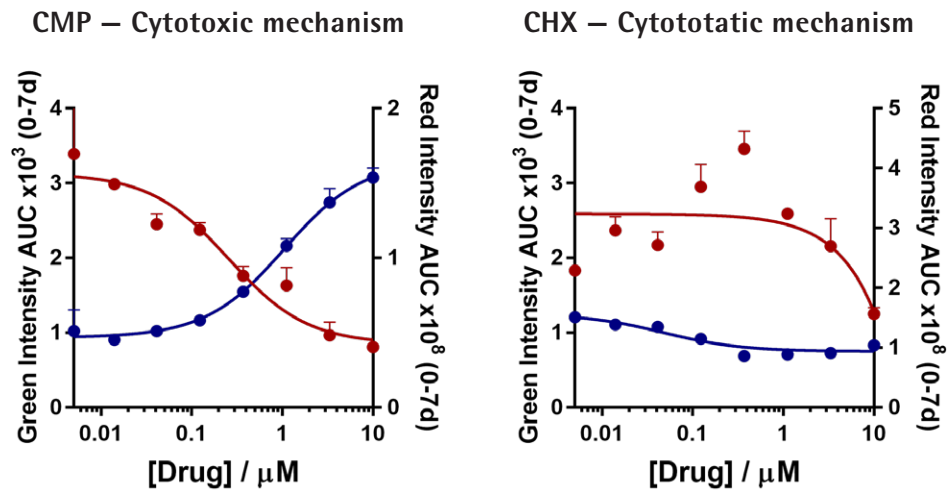 CMP – Cytotoxic mechanism
Green Intensity AUC x10³ (0-7d)
4
3
2
1
0
Red Intensity AUC x10⁸ (0-7d)
2
1
0
0.01 0.1 1 10
[Drug] / μM
CHX – Cytotatic mechanism
Green Intensity AUC x10³ (0-7d)
4
3
2
1
0
Red Intensity AUC x10⁸ (0-7d)
5
4
3
2
1
0
0.01 0.1 1 10
[Drug] / μM